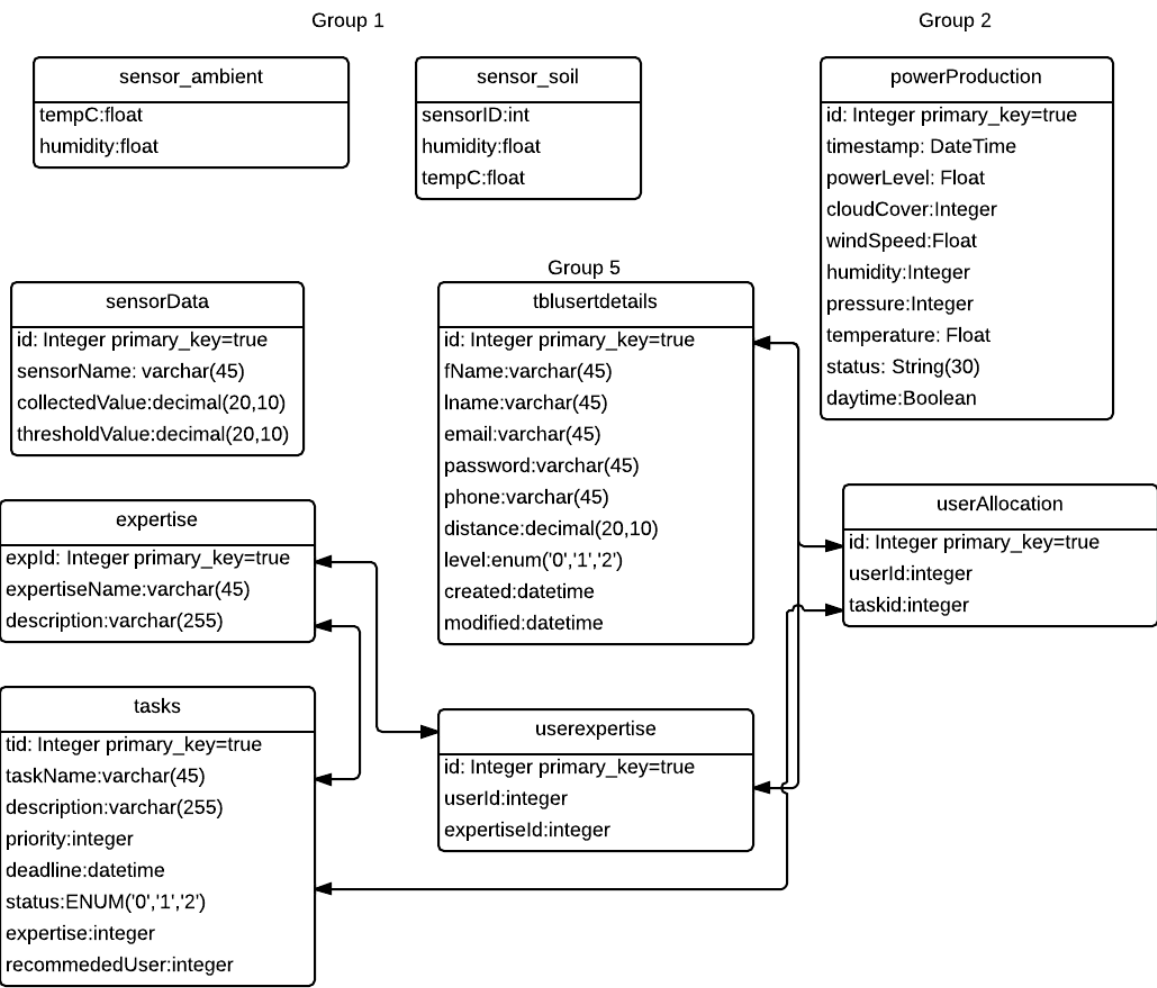 Group 1
Group 2
sensor_ambient
tempC:float
humidity:float
sensor_soil
sensorID:int
humidity:float
tempC:float
powerProduction
id: Integer primary_key=true
timestamp: DateTime
powerLevel: Float
cloudCover:Integer
windSpeed:Float
humidity:Integer
pressure:Integer
temperature: Float
status: String(30)
daytime:Boolean
sensorData
id: Integer primary_key=true
sensorName: varchar(45)
collectedValue:decimal(20,10)
thresholdValue:decimal(20,10)
Group 5
tblusertdetails
id: Integer primary_key=true
fName:varchar(45)
lname:varchar(45)
email:varchar(45)
password:varchar(45)
phone:varchar(45)
distance:decimal(20,10)
level:enum('0','1','2')
created:datetime
modified:datetime
userAllocation
id: Integer primary_key=true
userId:integer
taskid:integer
expertise
expId: Integer primary_key=true
expertiseName:varchar(45)
description:varchar(255)
tasks
tid: Integer primary_key=true
taskName:varchar(45)
description:varchar(255)
priority:integer
deadline:datetime
status:ENUM('0','1','2')
expertise:integer
recommededUser:integer
userexpertise
id: Integer primary_key=true
userId:integer
expertiseId:integer